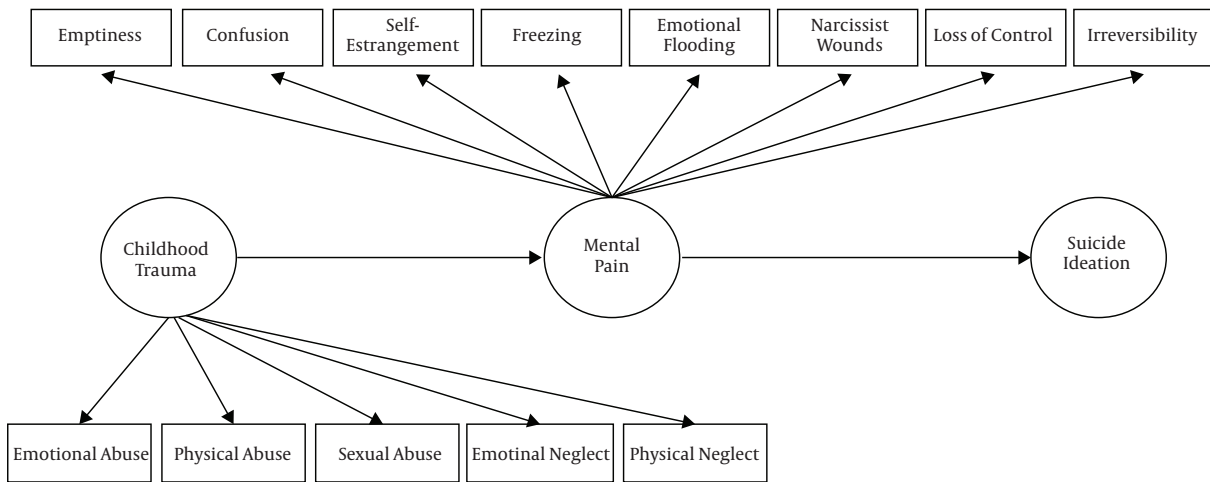 Emptiness
Confusion
Self-
Estrangement
Freezing
Emotional
Flooding
Narcissist
Wounds
Loss of Control
Irreversibility
Childhood
Trauma
Mental
Pain
Suicide
Ideation
Emotional Abuse
Physical Abuse
Sexual Abuse
Emotinal Neglect
Physical Neglect